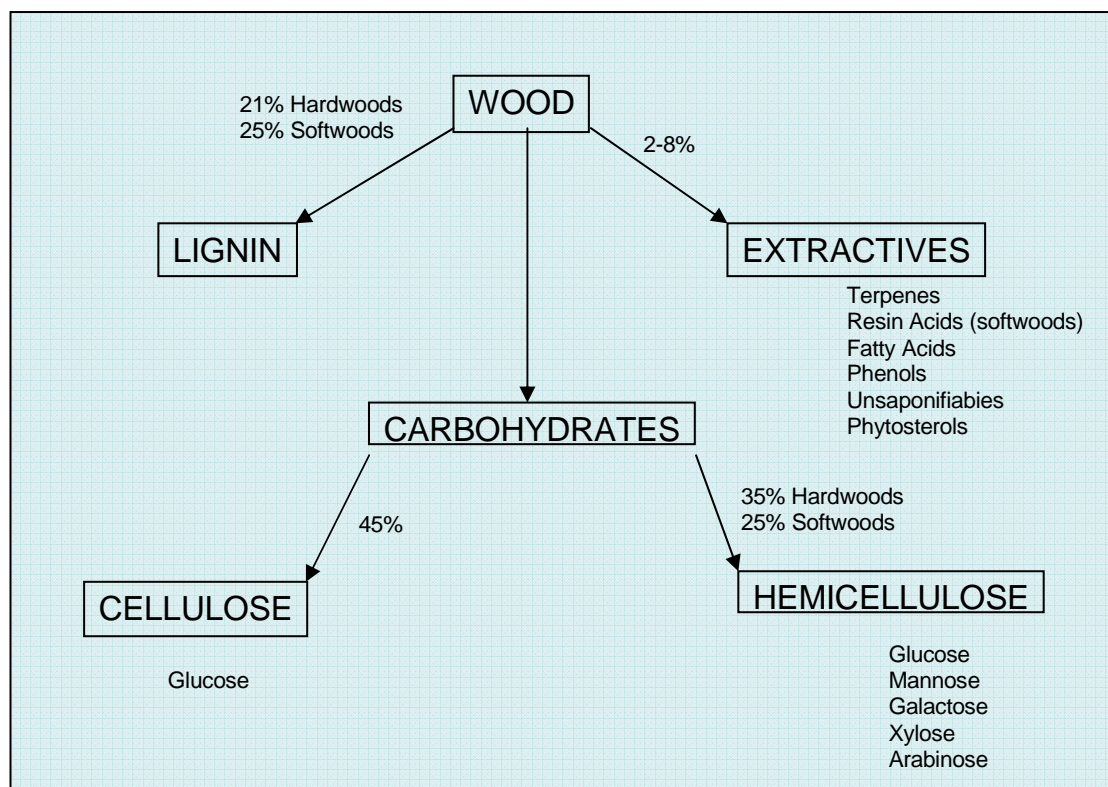 WOOD
21% Hardwoods
25% Softwoods
2-8%
LIGNIN
EXTRACTIVES
Terpenes
Resin Acids (softwoods)
Fatty Acids
Phenols
Unsaponifiabies
Phytosterols
CARBOHYDRATES
45%
35% Hardwoods
25% Softwoods
CELLULOSE
Glucose
HEMICELLULOSE
Glucose
Mannose
Galactose
Xylose
Arabinose